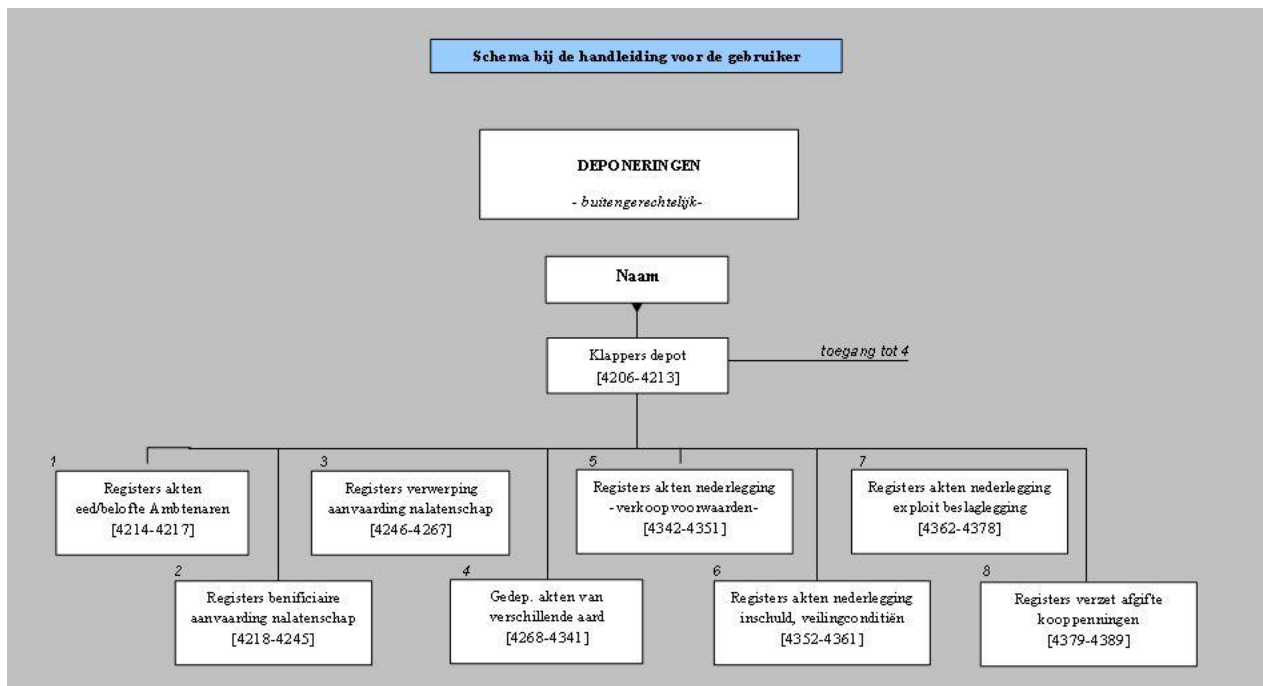 Schema bij de handleiding voor de gebruiker
DEPONERINGEN
- buitengerechtelijk-
Naam
Klappers depot
[4206-4213]
toegang tot 4
1
Registers akten
eed/belofte Ambtenaren
[4214-4217]
3
Registers verwerping
aanvaarding nalatenschap
[4246-4267]
5
Registers akten nederlegging
-verkoopvoorwaarden-
[4342-4351]
7
Registers akten nederlegging
exploit beslaglegging
[4362-4378]
2
Registers benificiaire
aanvaarding nalatenschap
[4218-4245]
4
Gedep. akten van
verschillende aard
[4268-4341]
6
Registers akten nederlegging
inschuld, veilingconditiën
[4352-4361]
8
Registers verzet afgifte
kooppenningen
[4379-4389]